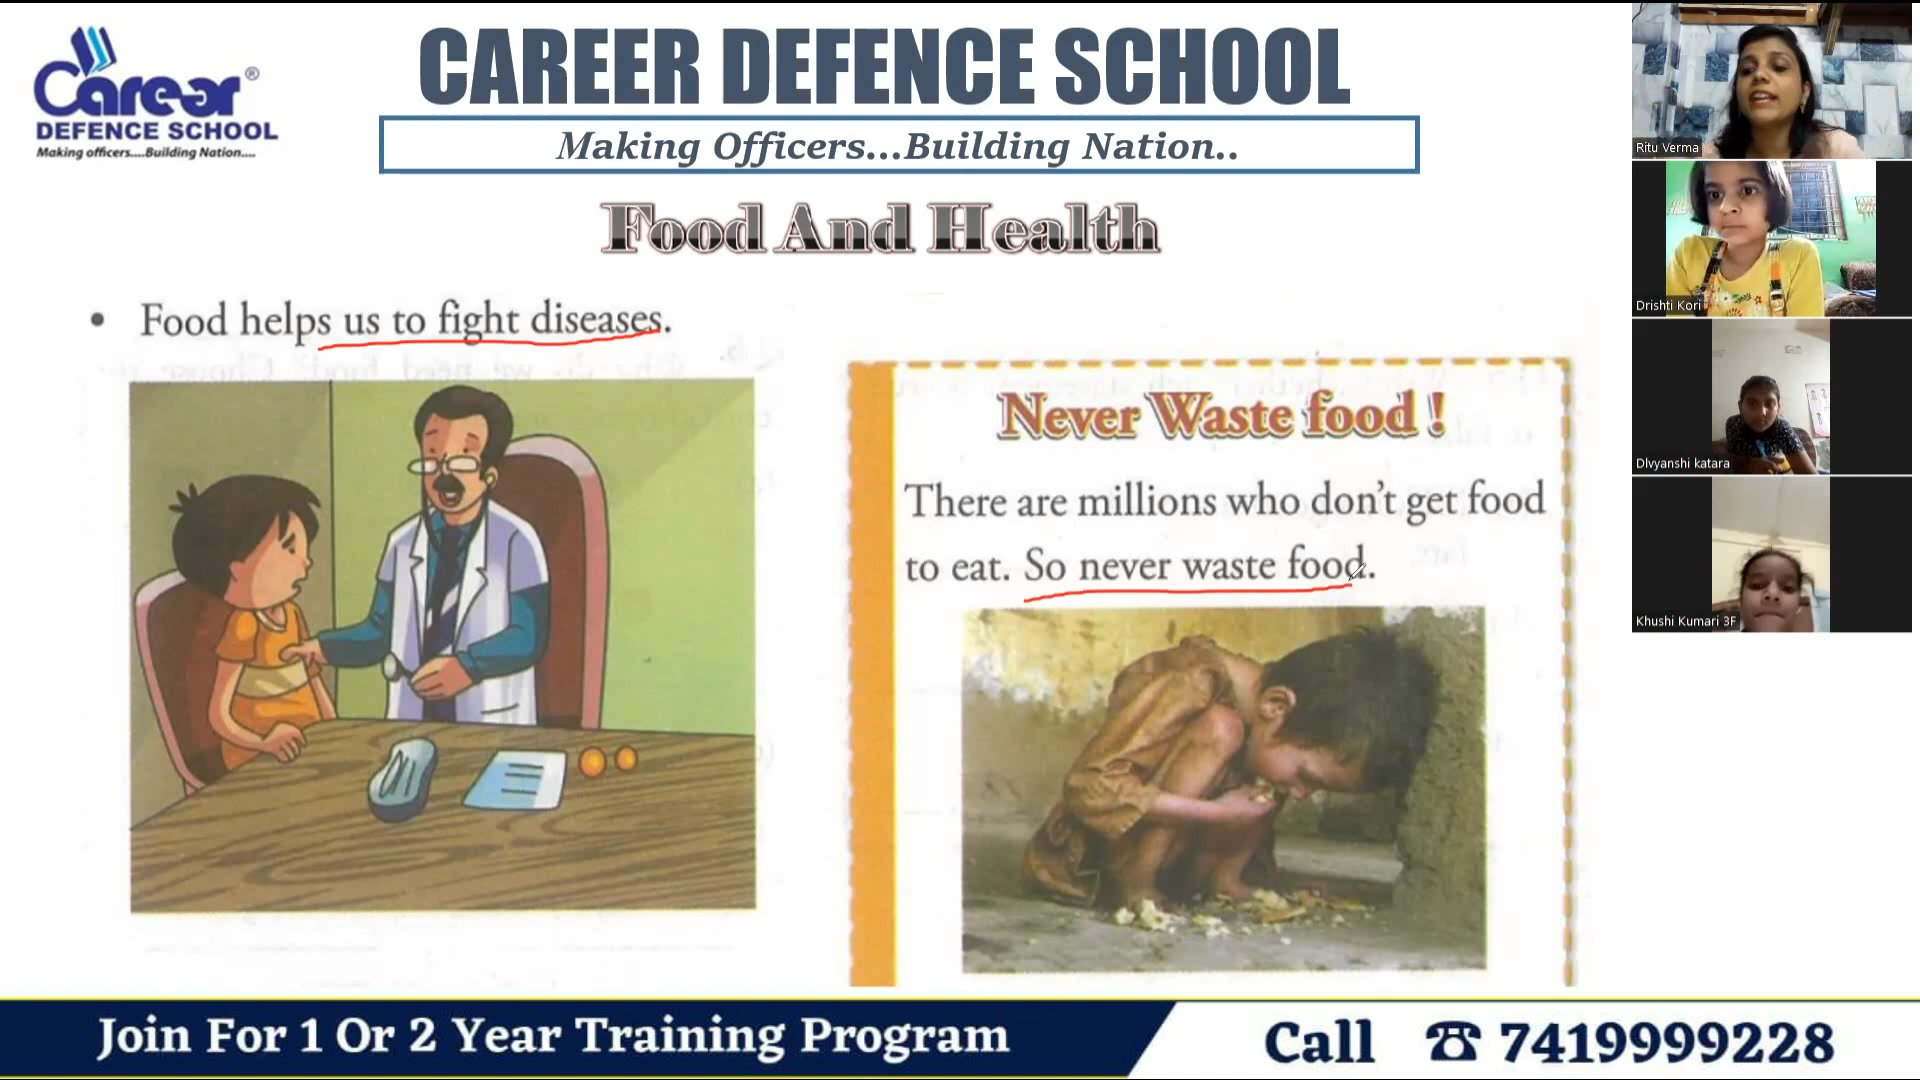 Career ®
DEFENCE SCHOOL
Making officers....Building Nation....
CAREER DEFENCE SCHOOL
Making Officers...Building Nation..
Food And Health
• Food helps us to fight diseases.
Never Waste food !
There are millions who don't get food
to eat. So never waste food.
Ritu Verma
Drishti Kori
DIvyanshi katara
Khushi Kumari 3F
Join For 1 Or 2 Year Training Program
Call ☎ 7419999228